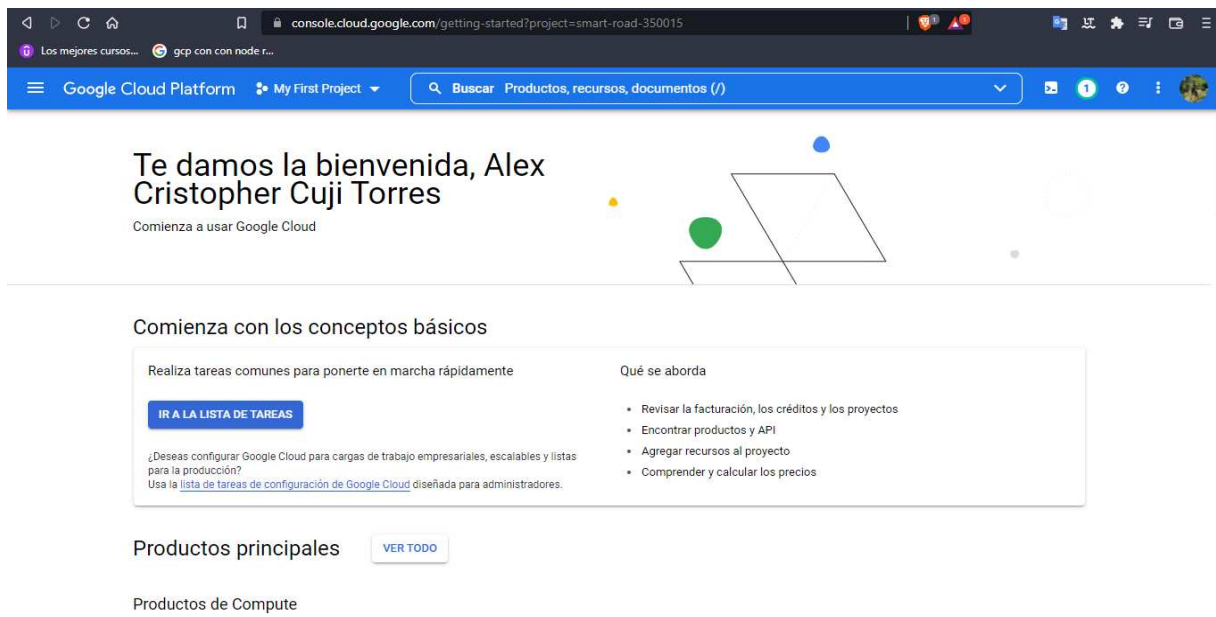 console.cloud.google.com/getting-started?project=smart-road-350015
Los mejores cursos... gcp con con node r...
Google Cloud Platform My First Project Buscar Productos, recursos, documentos (/) 1
Te damos la bienvenida, Alex
Cristopher Cuji Torres
Comienza a usar Google Cloud
Comienza con los conceptos básicos
Realiza tareas comunes para ponerte en marcha rápidamente
IR A LA LISTA DE TAREAS
¿Deseas configurar Google Cloud para cargas de trabajo empresariales, escalables y listas
para la producción?
Usa la lista de tareas de configuración de Google Cloud diseñada para administradores.
Qué se aborda
• Revisar la facturación, los créditos y los proyectos
• Encontrar productos y API
• Agregar recursos al proyecto
• Comprender y calcular los precios
Productos principales VER TODO
Productos de Compute